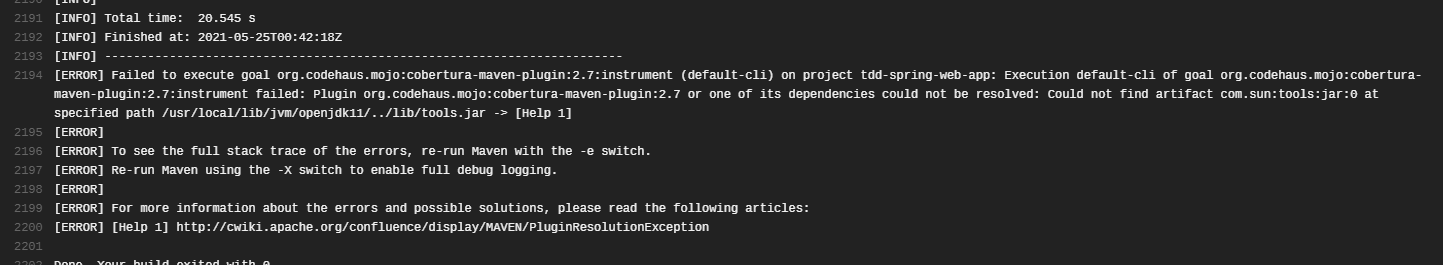 2190 [INFO]
2191 [INFO] Total time:  20.545 s
2192 [INFO] Finished at: 2021-05-25T00:42:18Z
2193 [INFO] ------------------------------------------------------------------------
2194 [ERROR] Failed to execute goal org.codehaus.mojo:cobertura-maven-plugin:2.7:instrument (default-cli) on project tdd-spring-web-app: Execution default-cli of goal org.codehaus.mojo:cobertura-
maven-plugin:2.7:instrument failed: Plugin org.codehaus.mojo:cobertura-maven-plugin:2.7 or one of its dependencies could not be resolved: Could not find artifact com.sun:tools:jar:0 at
specified path /usr/local/lib/jvm/openjdk11/../lib/tools.jar -> [Help 1]
2195 [ERROR]
2196 [ERROR] To see the full stack trace of the errors, re-run Maven with the -e switch.
2197 [ERROR] Re-run Maven using the -X switch to enable full debug logging.
2198 [ERROR]
2199 [ERROR] For more information about the errors and possible solutions, please read the following articles:
2200 [ERROR] [Help 1] http://cwiki.apache.org/confluence/display/MAVEN/PluginResolutionException
2201
2202 Done. Your build exited with 0.